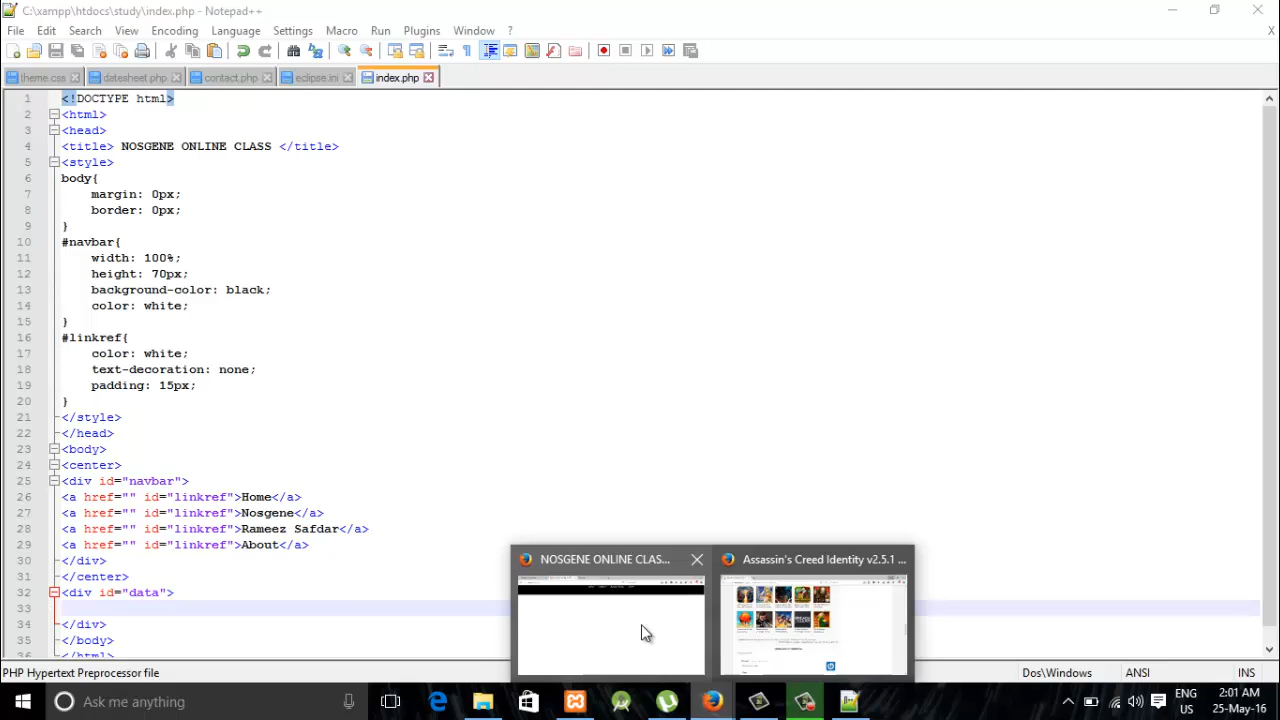 C:\xampp\htdocs\study\index.php - Notepad++
File Edit Search View Encoding Language Settings Macro Run Plugins Window ? X
theme.css datesheet.php contact.php eclipse.ini index.php
1 <!DOCTYPE html>
2 <html>
3 <head>
4 <title> NOSGENE ONLINE CLASS </title>
5 <style>
6 body{
7 margin: 0px;
8 border: 0px;
9 }
10 #navbar{
11 width: 100%;
12 height: 70px;
13 background-color: black;
14 color: white;
15 }
16 #linkref{
17 color: white;
18 text-decoration: none;
19 padding: 15px;
20 }
21 </style>
22 </head>
23 <body>
24 <center>
25 <div id="navbar">
26 <a href="" id="linkref">Home</a>
27 <a href="" id="linkref">Nosgene</a>
28 <a href="" id="linkref">Rameez Safdar</a>
29 <a href="" id="linkref">About</a>
30 </div>
31 </center>
32 <div id="data">
33
34 </div>
35 </body>
36 </html>
NOSGENE ONLINE CLAS... Assassin's Creed Identity v2.5.1 ...
PHP Hypertext Preprocessor file Dos\Windows ANSI INS
Ask me anything ENG US 2:01 AM 25-May-16